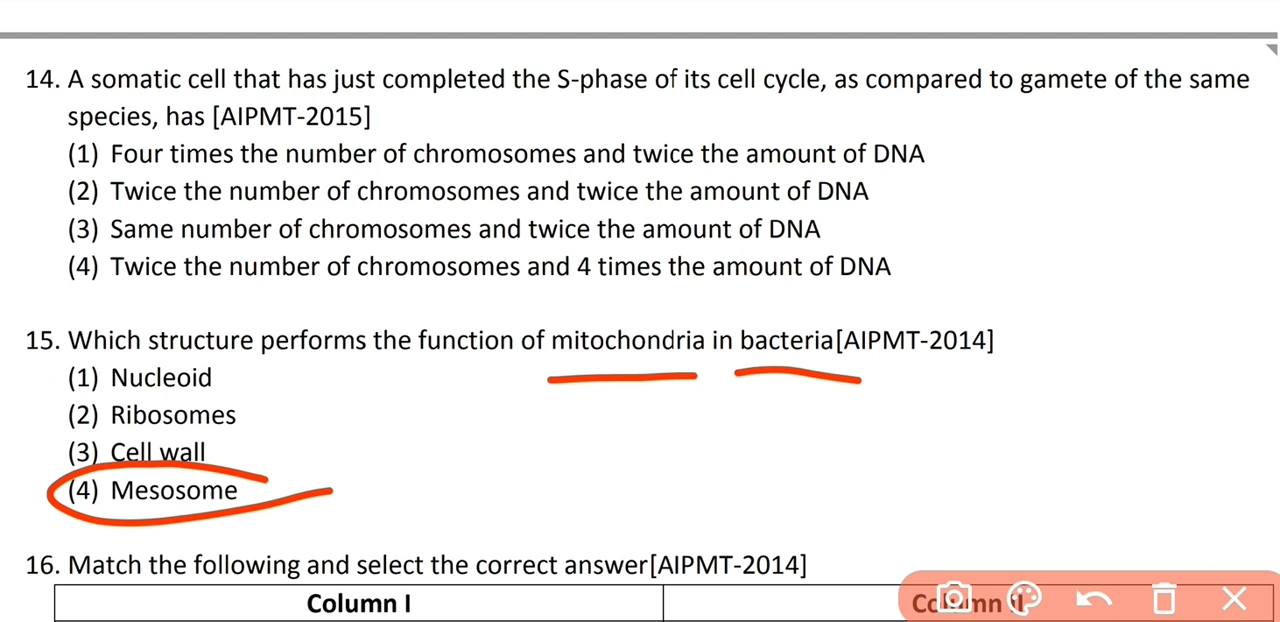 14. A somatic cell that has just completed the S-phase of its cell cycle, as compared to gamete of the same
species, has [AIPMT-2015]
(1) Four times the number of chromosomes and twice the amount of DNA
(2) Twice the number of chromosomes and twice the amount of DNA
(3) Same number of chromosomes and twice the amount of DNA
(4) Twice the number of chromosomes and 4 times the amount of DNA
15. Which structure performs the function of mitochondria in bacteria[AIPMT-2014]
(1) Nucleoid
(2) Ribosomes
(3) Cell wall
(4) Mesosome
16. Match the following and select the correct answer[AIPMT-2014]
Column I